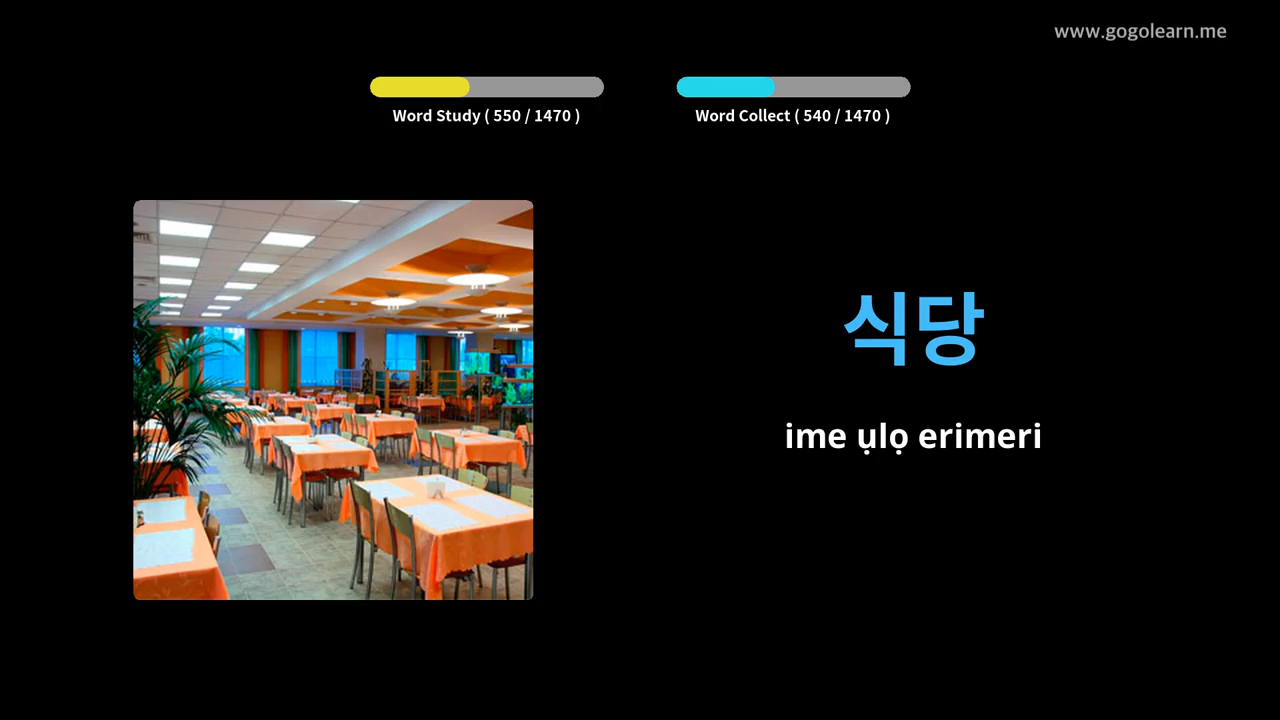 www.gogolearn.me
Word Study ( 550 / 1470 )
Word Collect ( 540 / 1470 )
식당
ime ụlọ erimeri